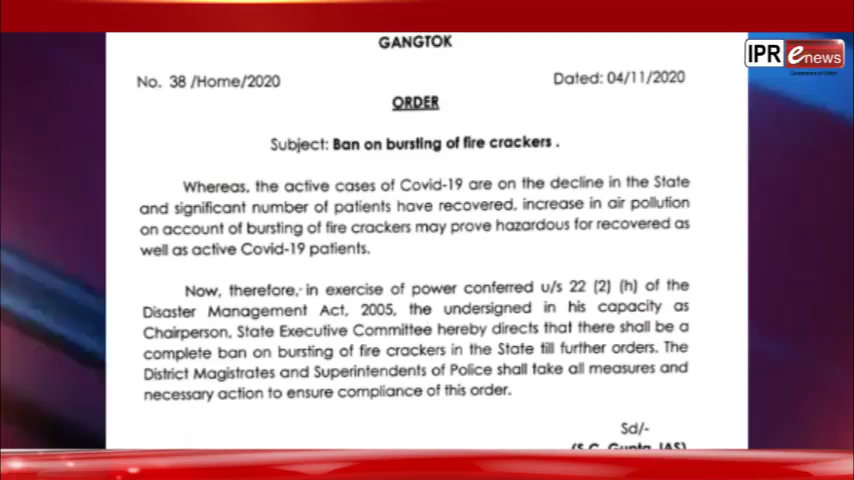 GANGTOK
No. 38 /Home/2020
Dated: 04/11/2020
ORDER
Subject: Ban on bursting of fire crackers .
Whereas, the active cases of Covid-19 are on the decline in the State
and significant number of patients have recovered, increase in air pollution
on account of bursting of fire crackers may prove hazardous for recovered as
well as active Covid-19 patients.
Now, therefore, in exercise of power conferred u/s 22 (2) (h) of the
Disaster Management Act, 2005, the undersigned in his capacity as
Chairperson, State Executive Committee hereby directs that there shall be a
complete ban on bursting of fire crackers in the State till further orders. The
District Magistrates and Superintendents of Police shall take all measures and
necessary action to ensure compliance of this order.
Sd/-
(S.C. Gupta, IAS)
IPR enews